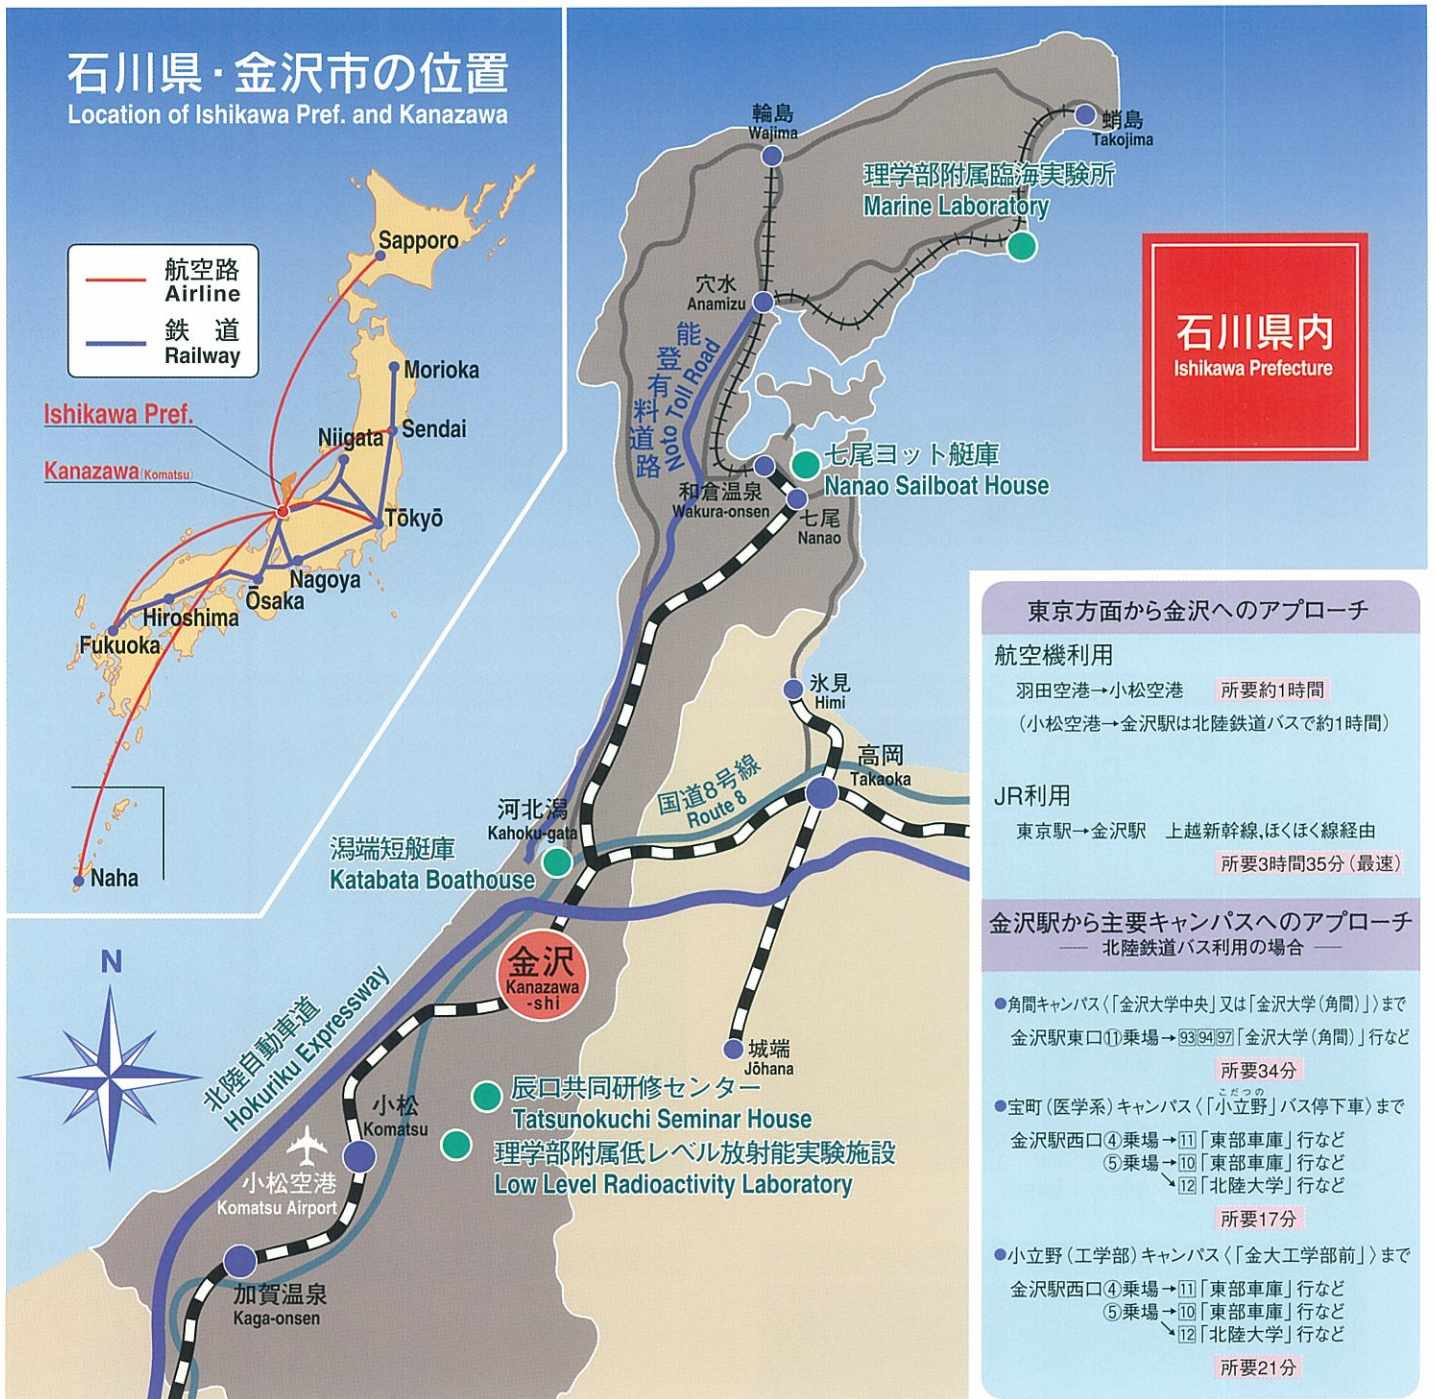 石川県・金沢市の位置
Location of Ishikawa Pref. and Kanazawa
航空路
Airline
鉄 道
Railway
Sapporo
Morioka
Ishikawa Pref.
Niigata
Sendai
Kanazawa(Komatsu)
Tōkyō
Nagoya
Ōsaka
Hiroshima
Fukuoka
Naha
輪島
Wajima
蛸島
Takojima
理学部附属臨海実験所
Marine Laboratory
穴水
Anamizu
能登有料道路
Noto Toll Road
石川県内
Ishikawa Prefecture
七尾ヨット艇庫
Nanao Sailboat House
和倉温泉
Wakura-onsen
七尾
Nanao
氷見
Himi
高岡
Takaoka
国道8号線
Route 8
河北潟
Kahoku-gata
潟端短艇庫
Katabata Boathouse
N
金沢
Kanazawa
-shi
北陸自動車道
Hokuriku Expressway
城端
Jōhana
辰口共同研修センター
Tatsunokuchi Seminar House
小松
Komatsu
理学部附属低レベル放射能実験施設
Low Level Radioactivity Laboratory
小松空港
Komatsu Airport
加賀温泉
Kaga-onsen
東京方面から金沢へのアプローチ
航空機利用
羽田空港→小松空港 所要約1時間
(小松空港→金沢駅は北陸鉄道バスで約1時間)
JR利用
東京駅→金沢駅 上越新幹線,ほくほく線経由
所要3時間35分(最速)
金沢駅から主要キャンパスへのアプローチ
── 北陸鉄道バス利用の場合 ──
●角間キャンパス〈「金沢大学中央」又は「金沢大学(角間)」〉まで
金沢駅東口⑪乗場→93 94 97「金沢大学(角間)」行など
所要34分
こだつの
●宝町(医学系)キャンパス〈「小立野」バス停下車〉まで
金沢駅西口④乗場→11「東部車庫」行など
⑤乗場→10「東部車庫」行など
↘12「北陸大学」行など
所要17分
●小立野(工学部)キャンパス〈「金大工学部前」〉まで
金沢駅西口④乗場→11「東部車庫」行など
⑤乗場→10「東部車庫」行など
↘12「北陸大学」行など
所要21分